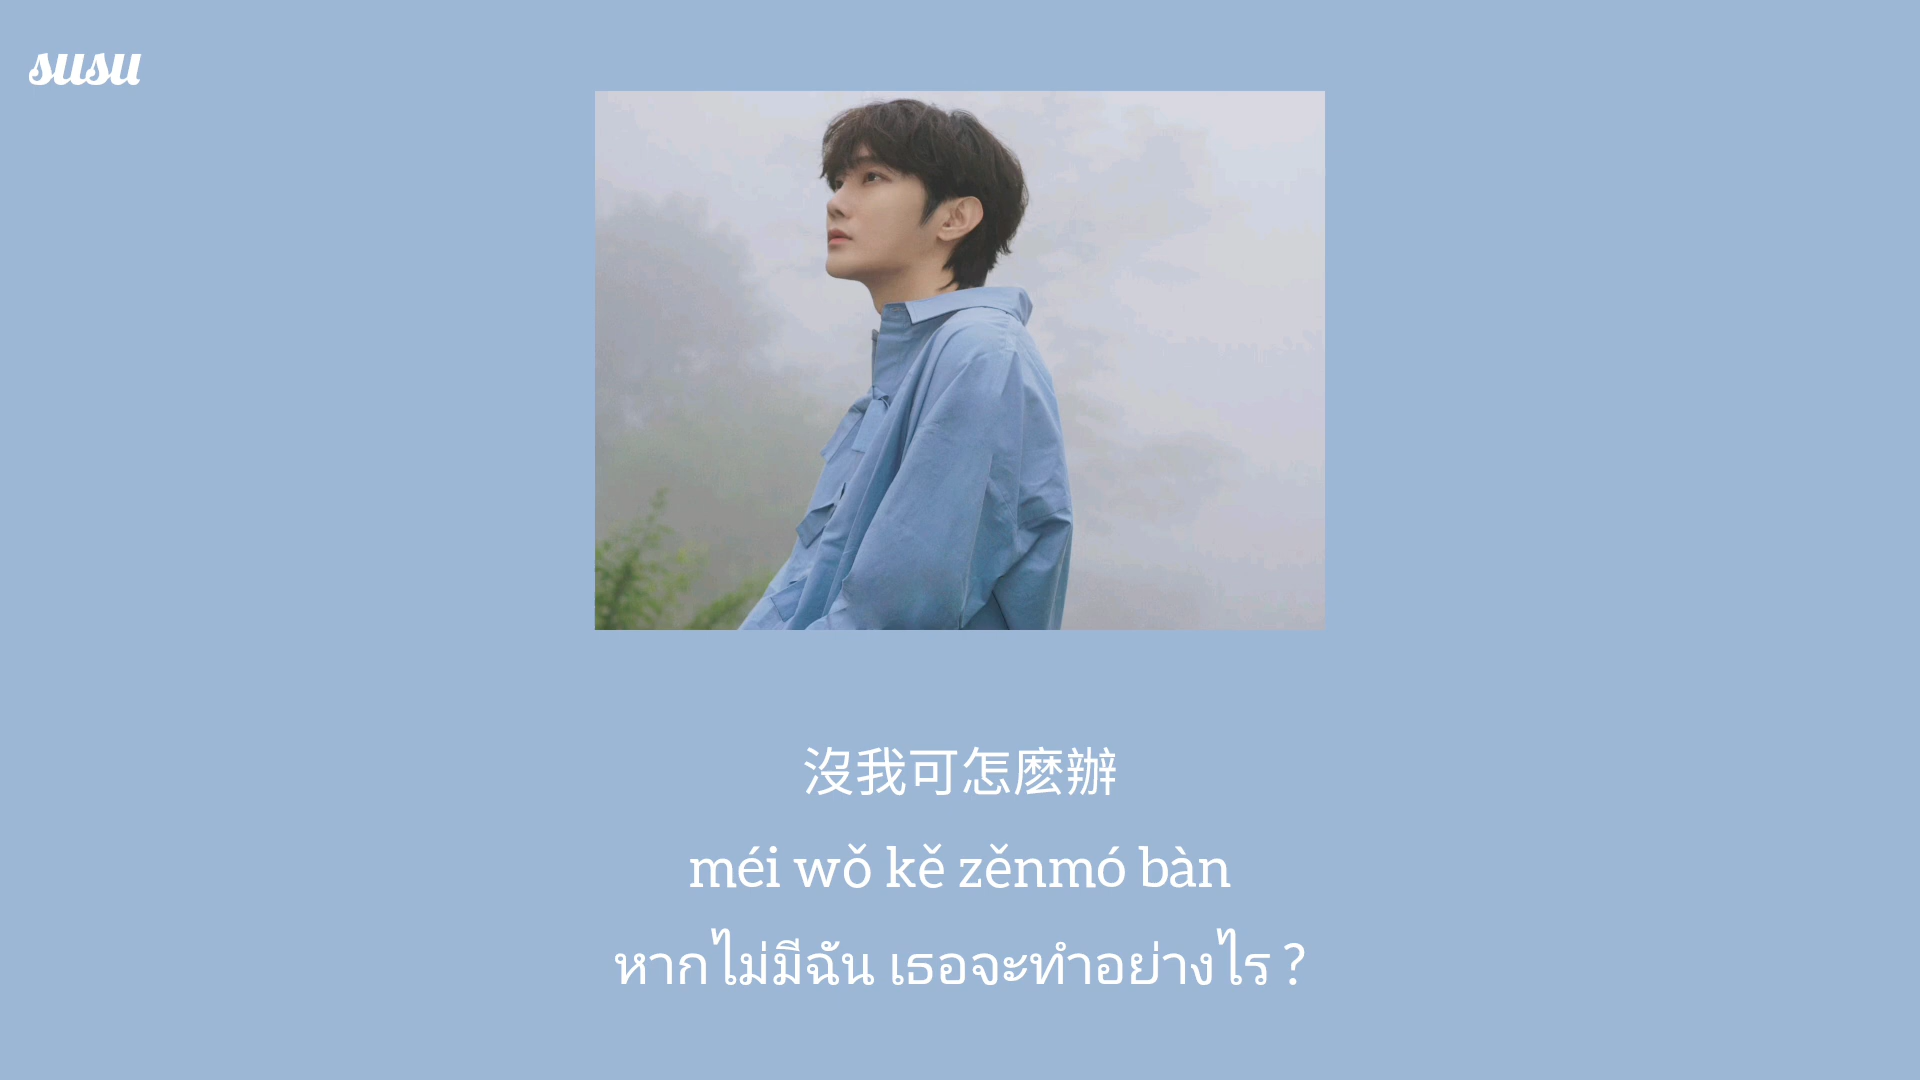 susu
沒我可怎麽辦
méi wǒ kě zěnmó bàn
หากไม่มีฉัน เธอจะทำอย่างไร ?